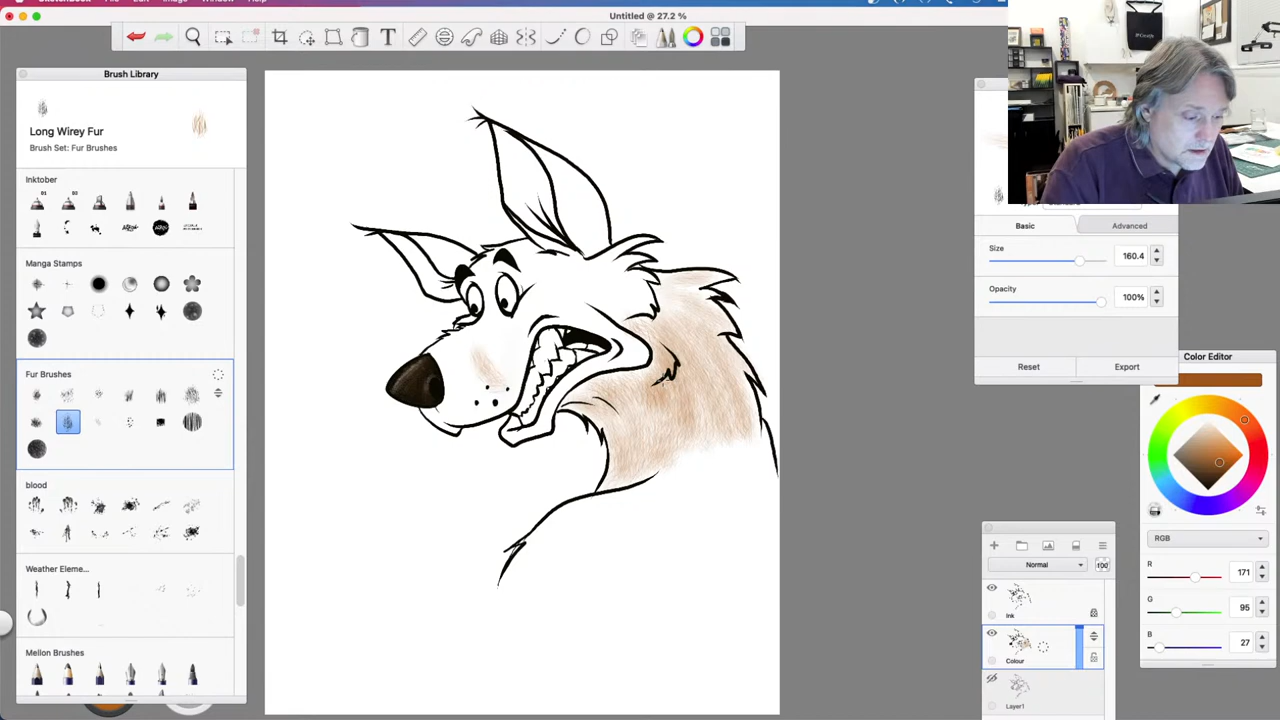 Untitled @ 27.2 %
Brush Library
Long Wirey Fur
Brush Set: Fur Brushes
Inktober
01 03
Manga Stamps
Fur Brushes
blood
Weather Eleme...
Mellon Brushes
Basic Advanced
Size 160.4
Opacity 100%
Reset Export
Color Editor
RGB
R 171
G 95
B 27
Normal 100
Ink
Colour
Layer1